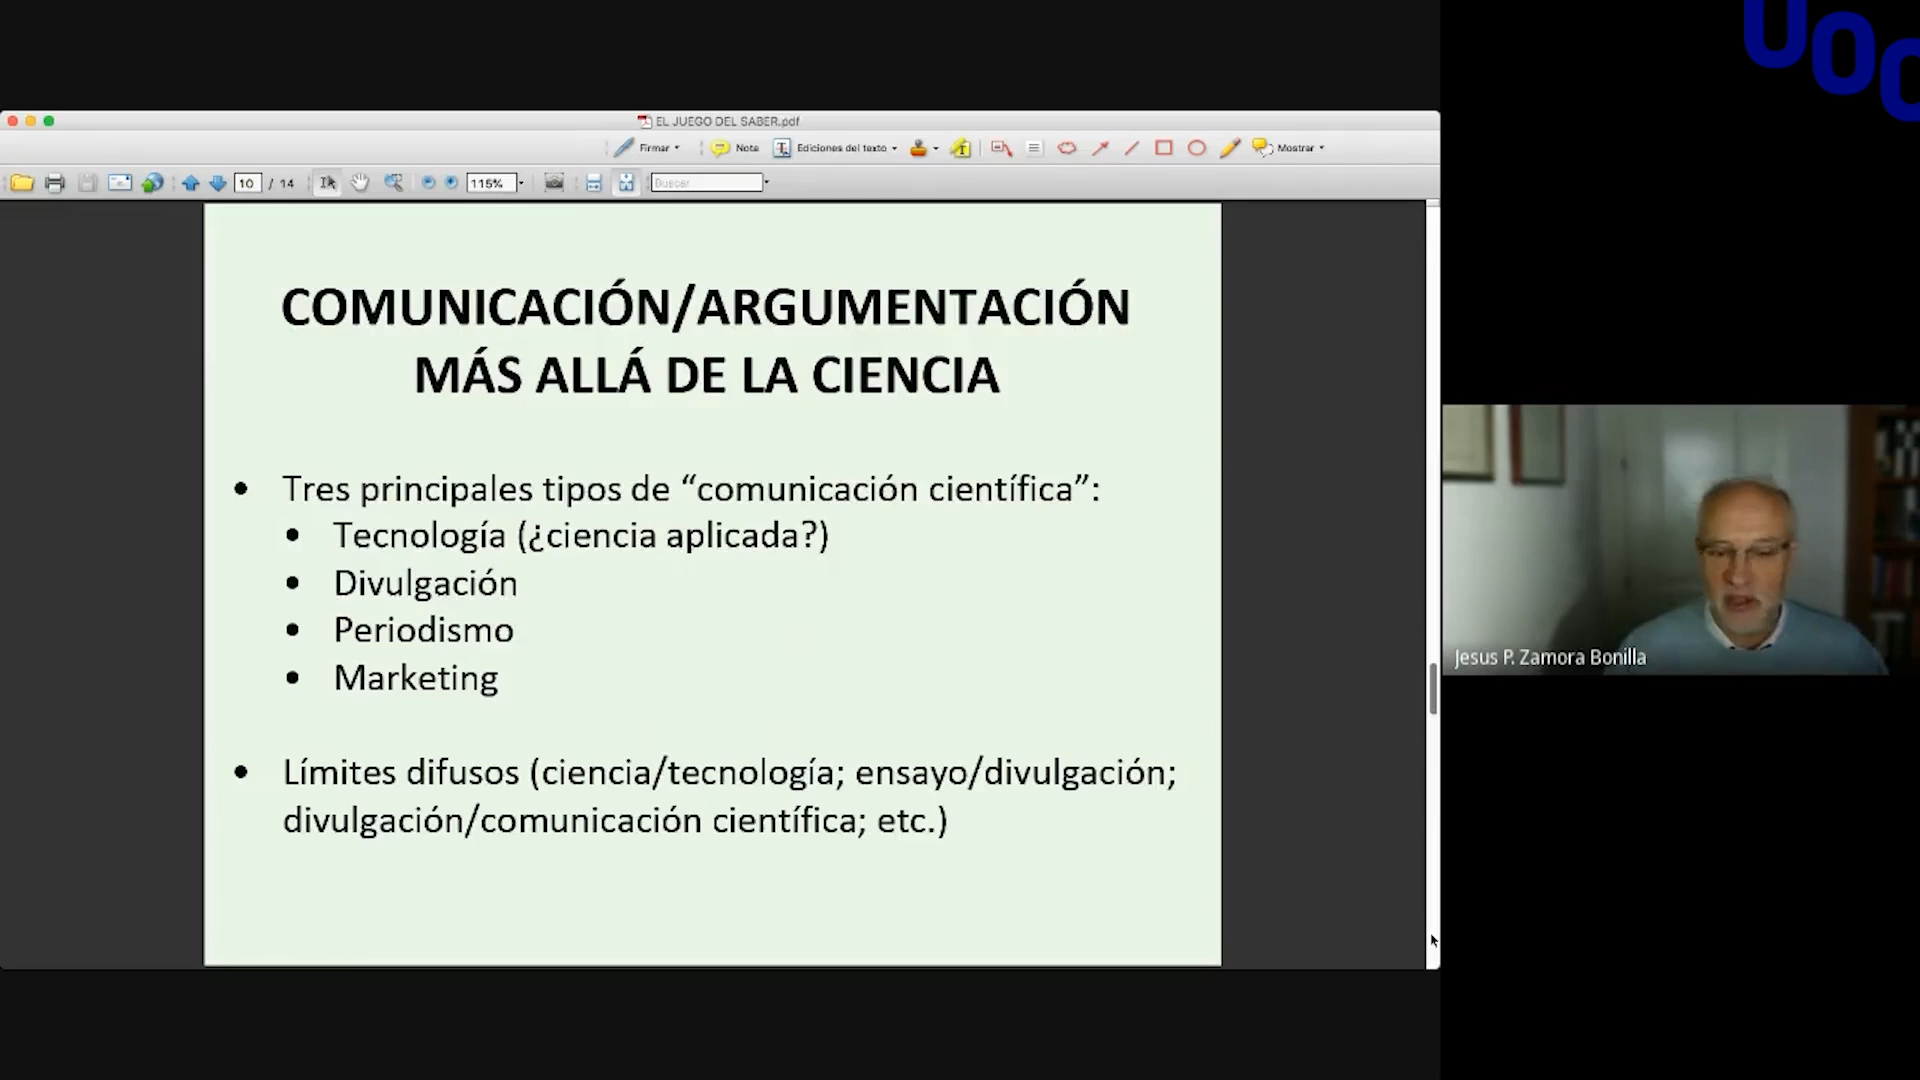 UOC
EL JUEGO DEL SABER.pdf
Firmar Nota Ediciones del texto Mostrar
10 / 14 115% Buscar
COMUNICACIÓN/ARGUMENTACIÓN
MÁS ALLÁ DE LA CIENCIA
• Tres principales tipos de “comunicación científica”:
• Tecnología (¿ciencia aplicada?)
• Divulgación
• Periodismo
• Marketing
• Límites difusos (ciencia/tecnología; ensayo/divulgación;
divulgación/comunicación científica; etc.)
Jesus P. Zamora Bonilla